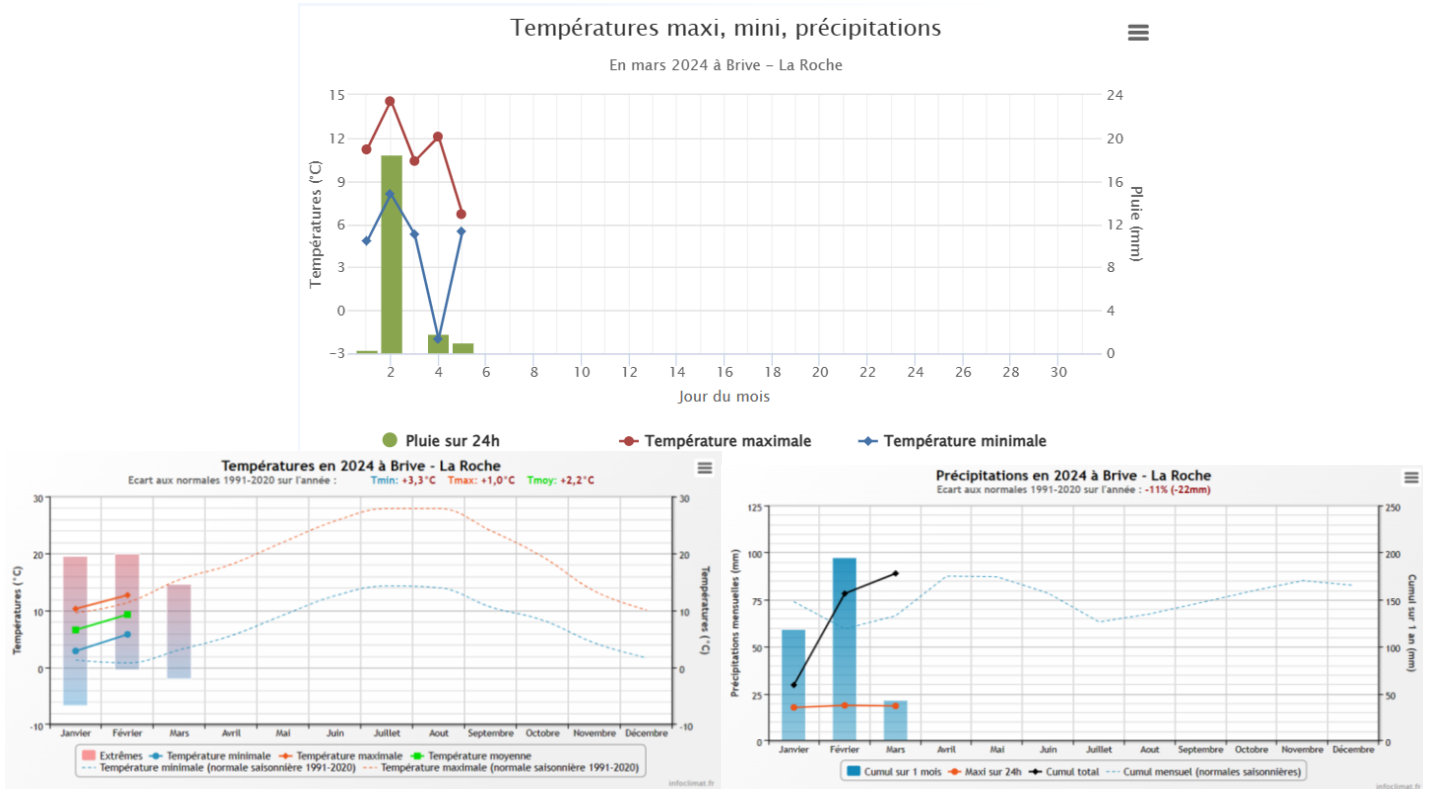 Températures maxi, mini, précipitations
En mars 2024 à Brive – La Roche
15
12
9
6
3
0
−3
Températures (°C)
24
20
16
12
8
4
0
Pluie (mm)
2 4 6 8 10 12 14 16 18 20 22 24 26 28 30
Jour du mois
Pluie sur 24h Température maximale Température minimale
Températures en 2024 à Brive - La Roche
Ecart aux normales 1991-2020 sur l'année : Tmin: +3,3°C Tmax: +1,0°C Tmoy: +2,2°C
30
20
10
0
-10
Températures (°C)
30
20
10
0
-10
Températures (°C)
Janvier Février Mars Avril Mai Juin Juillet Aout Septembre Octobre Novembre Décembre
Extrêmes Température minimale Température maximale Température moyenne
Température minimale (normale saisonnière 1991-2020) Température maximale (normale saisonnière 1991-2020)
infoclimat.fr
Précipitations en 2024 à Brive - La Roche
Ecart aux normales 1991-2020 sur l'année : -11% (-22mm)
125
100
75
50
25
0
Précipitations mensuelles (mm)
250
200
150
100
50
0
Cumul sur 1 an (mm)
Janvier Février Mars Avril Mai Juin Juillet Aout Septembre Octobre Novembre Décembre
Cumul sur 1 mois Maxi sur 24h Cumul total Cumul mensuel (normales saisonnières)
infoclimat.fr